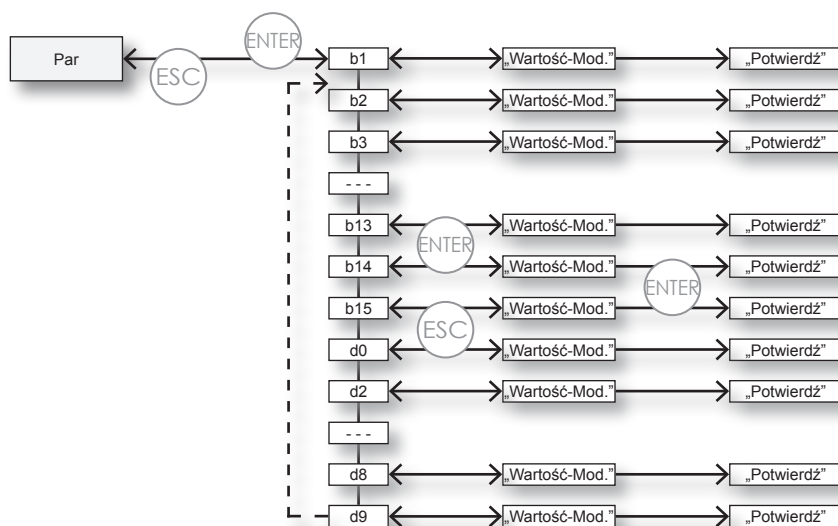 ENTER
Par
ESC
b1 „Wartość-Mod.” „Potwierdź”
b2 „Wartość-Mod.” „Potwierdź”
b3 „Wartość-Mod.” „Potwierdź”
- - -
b13 „Wartość-Mod.” „Potwierdź”
ENTER
b14 „Wartość-Mod.” „Potwierdź”
ENTER
b15 „Wartość-Mod.” „Potwierdź”
ESC
d0 „Wartość-Mod.” „Potwierdź”
d2 „Wartość-Mod.” „Potwierdź”
- - -
d8 „Wartość-Mod.” „Potwierdź”
d9 „Wartość-Mod.” „Potwierdź”